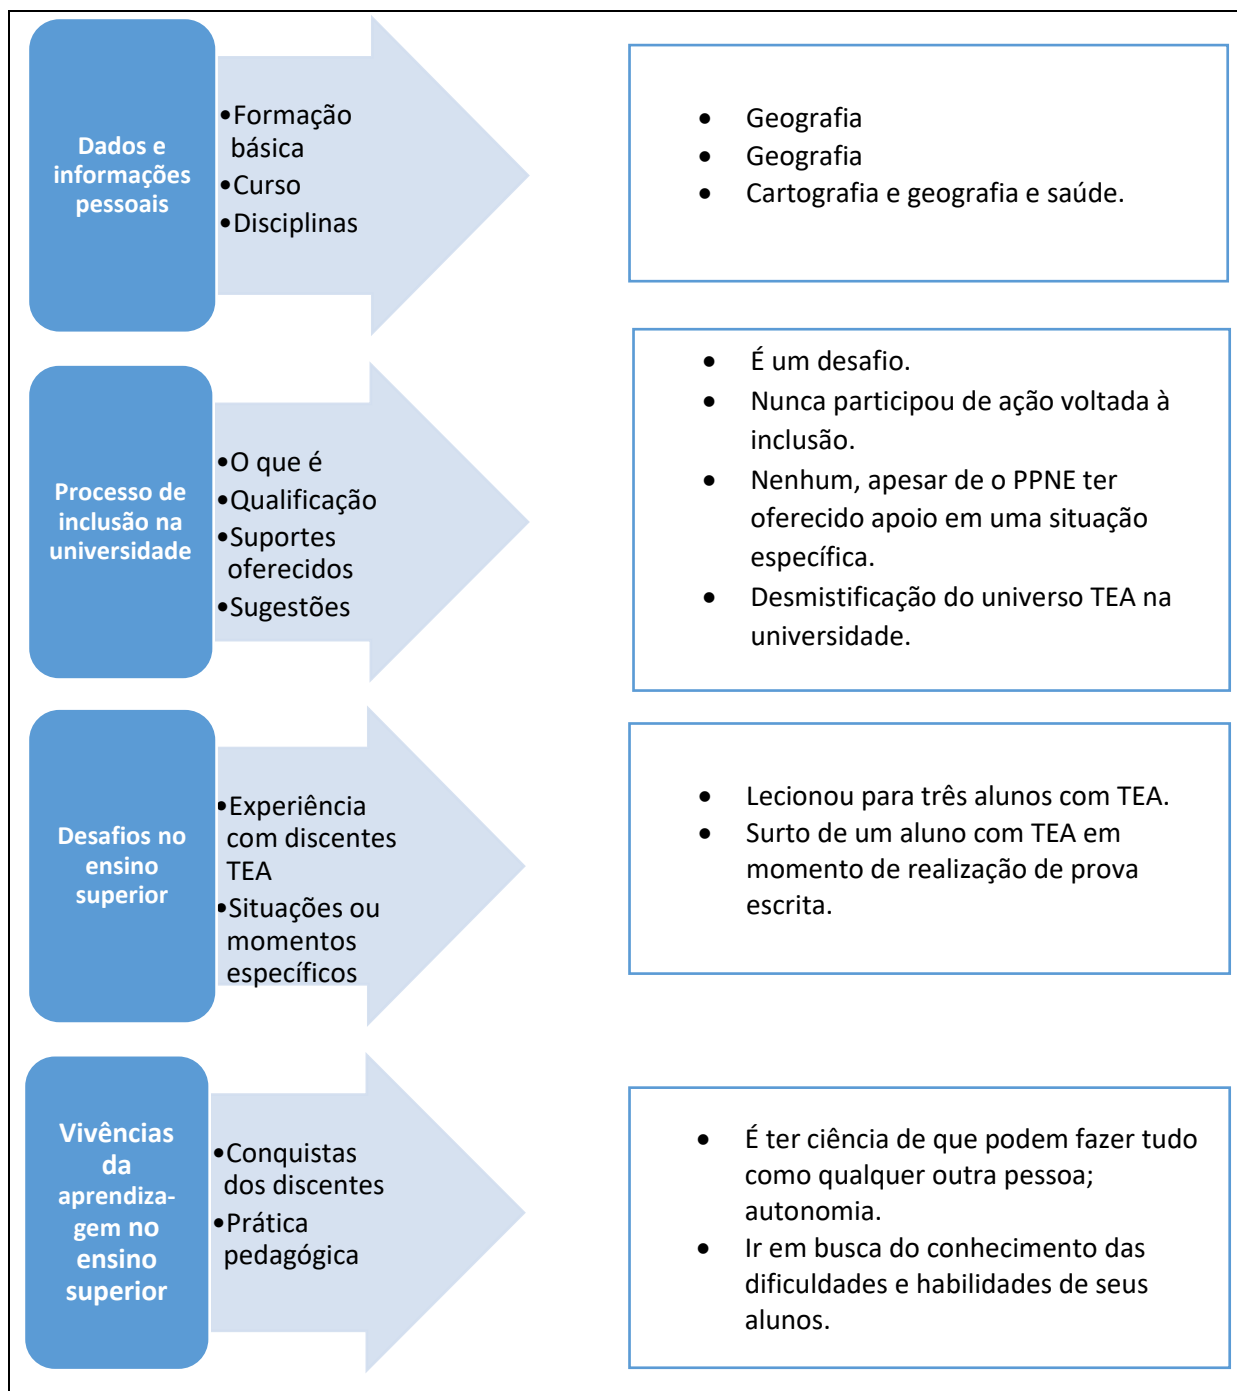 Dados e
informações
pessoais
•Formação
básica
•Curso
•Disciplinas
• Geografia
• Geografia
• Cartografia e geografia e saúde.
Processo de
inclusão na
universidade
•O que é
•Qualificação
•Suportes
oferecidos
•Sugestões
• É um desafio.
• Nunca participou de ação voltada à
inclusão.
• Nenhum, apesar de o PPNE ter
oferecido apoio em uma situação
específica.
• Desmistificação do universo TEA na
universidade.
Desafios no
ensino
superior
•Experiência
com discentes
TEA
•Situações ou
momentos
específicos
• Lecionou para três alunos com TEA.
• Surto de um aluno com TEA em
momento de realização de prova
escrita.
Vivências
da
aprendiza-
gem no
ensino
superior
•Conquistas
dos discentes
•Prática
pedagógica
• É ter ciência de que podem fazer tudo
como qualquer outra pessoa;
autonomia.
• Ir em busca do conhecimento das
dificuldades e habilidades de seus
alunos.